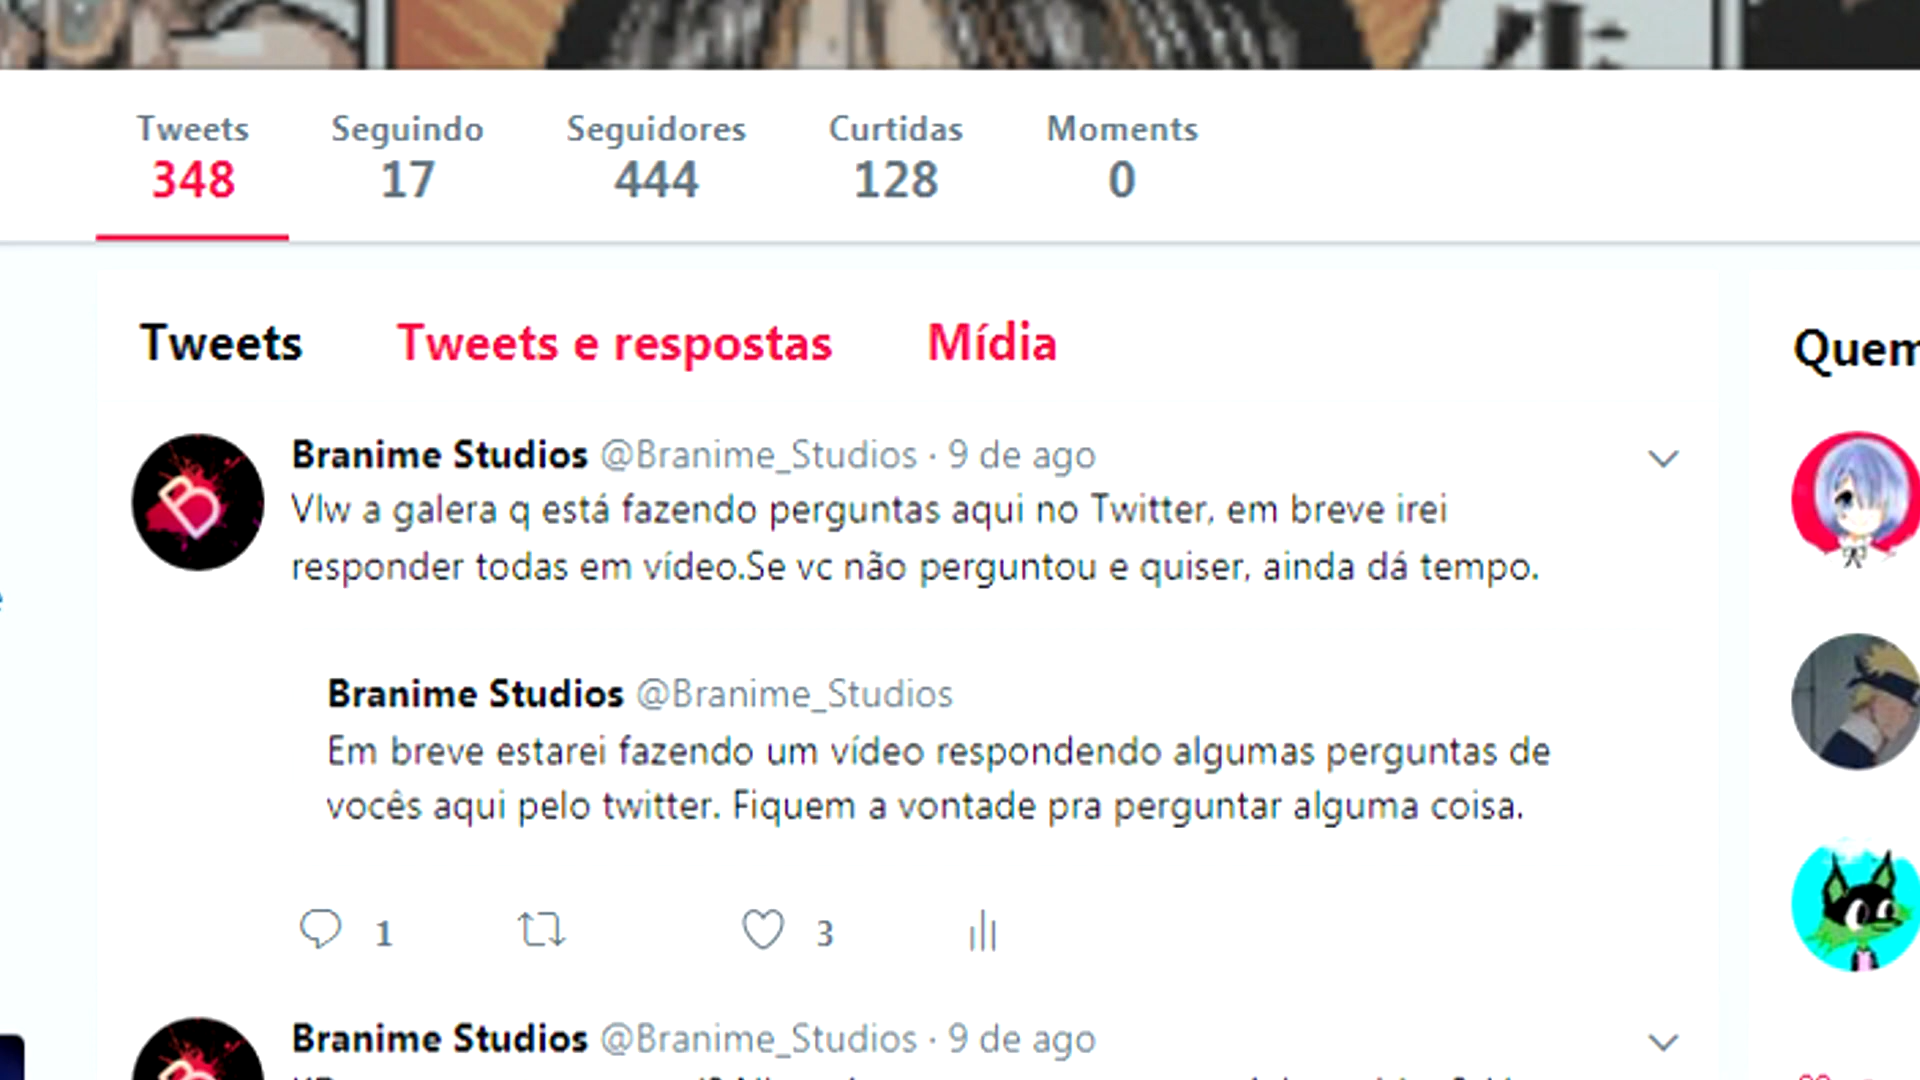 Tweets Seguindo Seguidores Curtidas Moments
348 17 444 128 0
Tweets Tweets e respostas Mídia
Quem
Branime Studios @Branime_Studios · 9 de ago
Vlw a galera q está fazendo perguntas aqui no Twitter, em breve irei
responder todas em vídeo.Se vc não perguntou e quiser, ainda dá tempo.
Branime Studios @Branime_Studios
Em breve estarei fazendo um vídeo respondendo algumas perguntas de
vocês aqui pelo twitter. Fiquem a vontade pra perguntar alguma coisa.
1 3
Branime Studios @Branime_Studios · 9 de ago